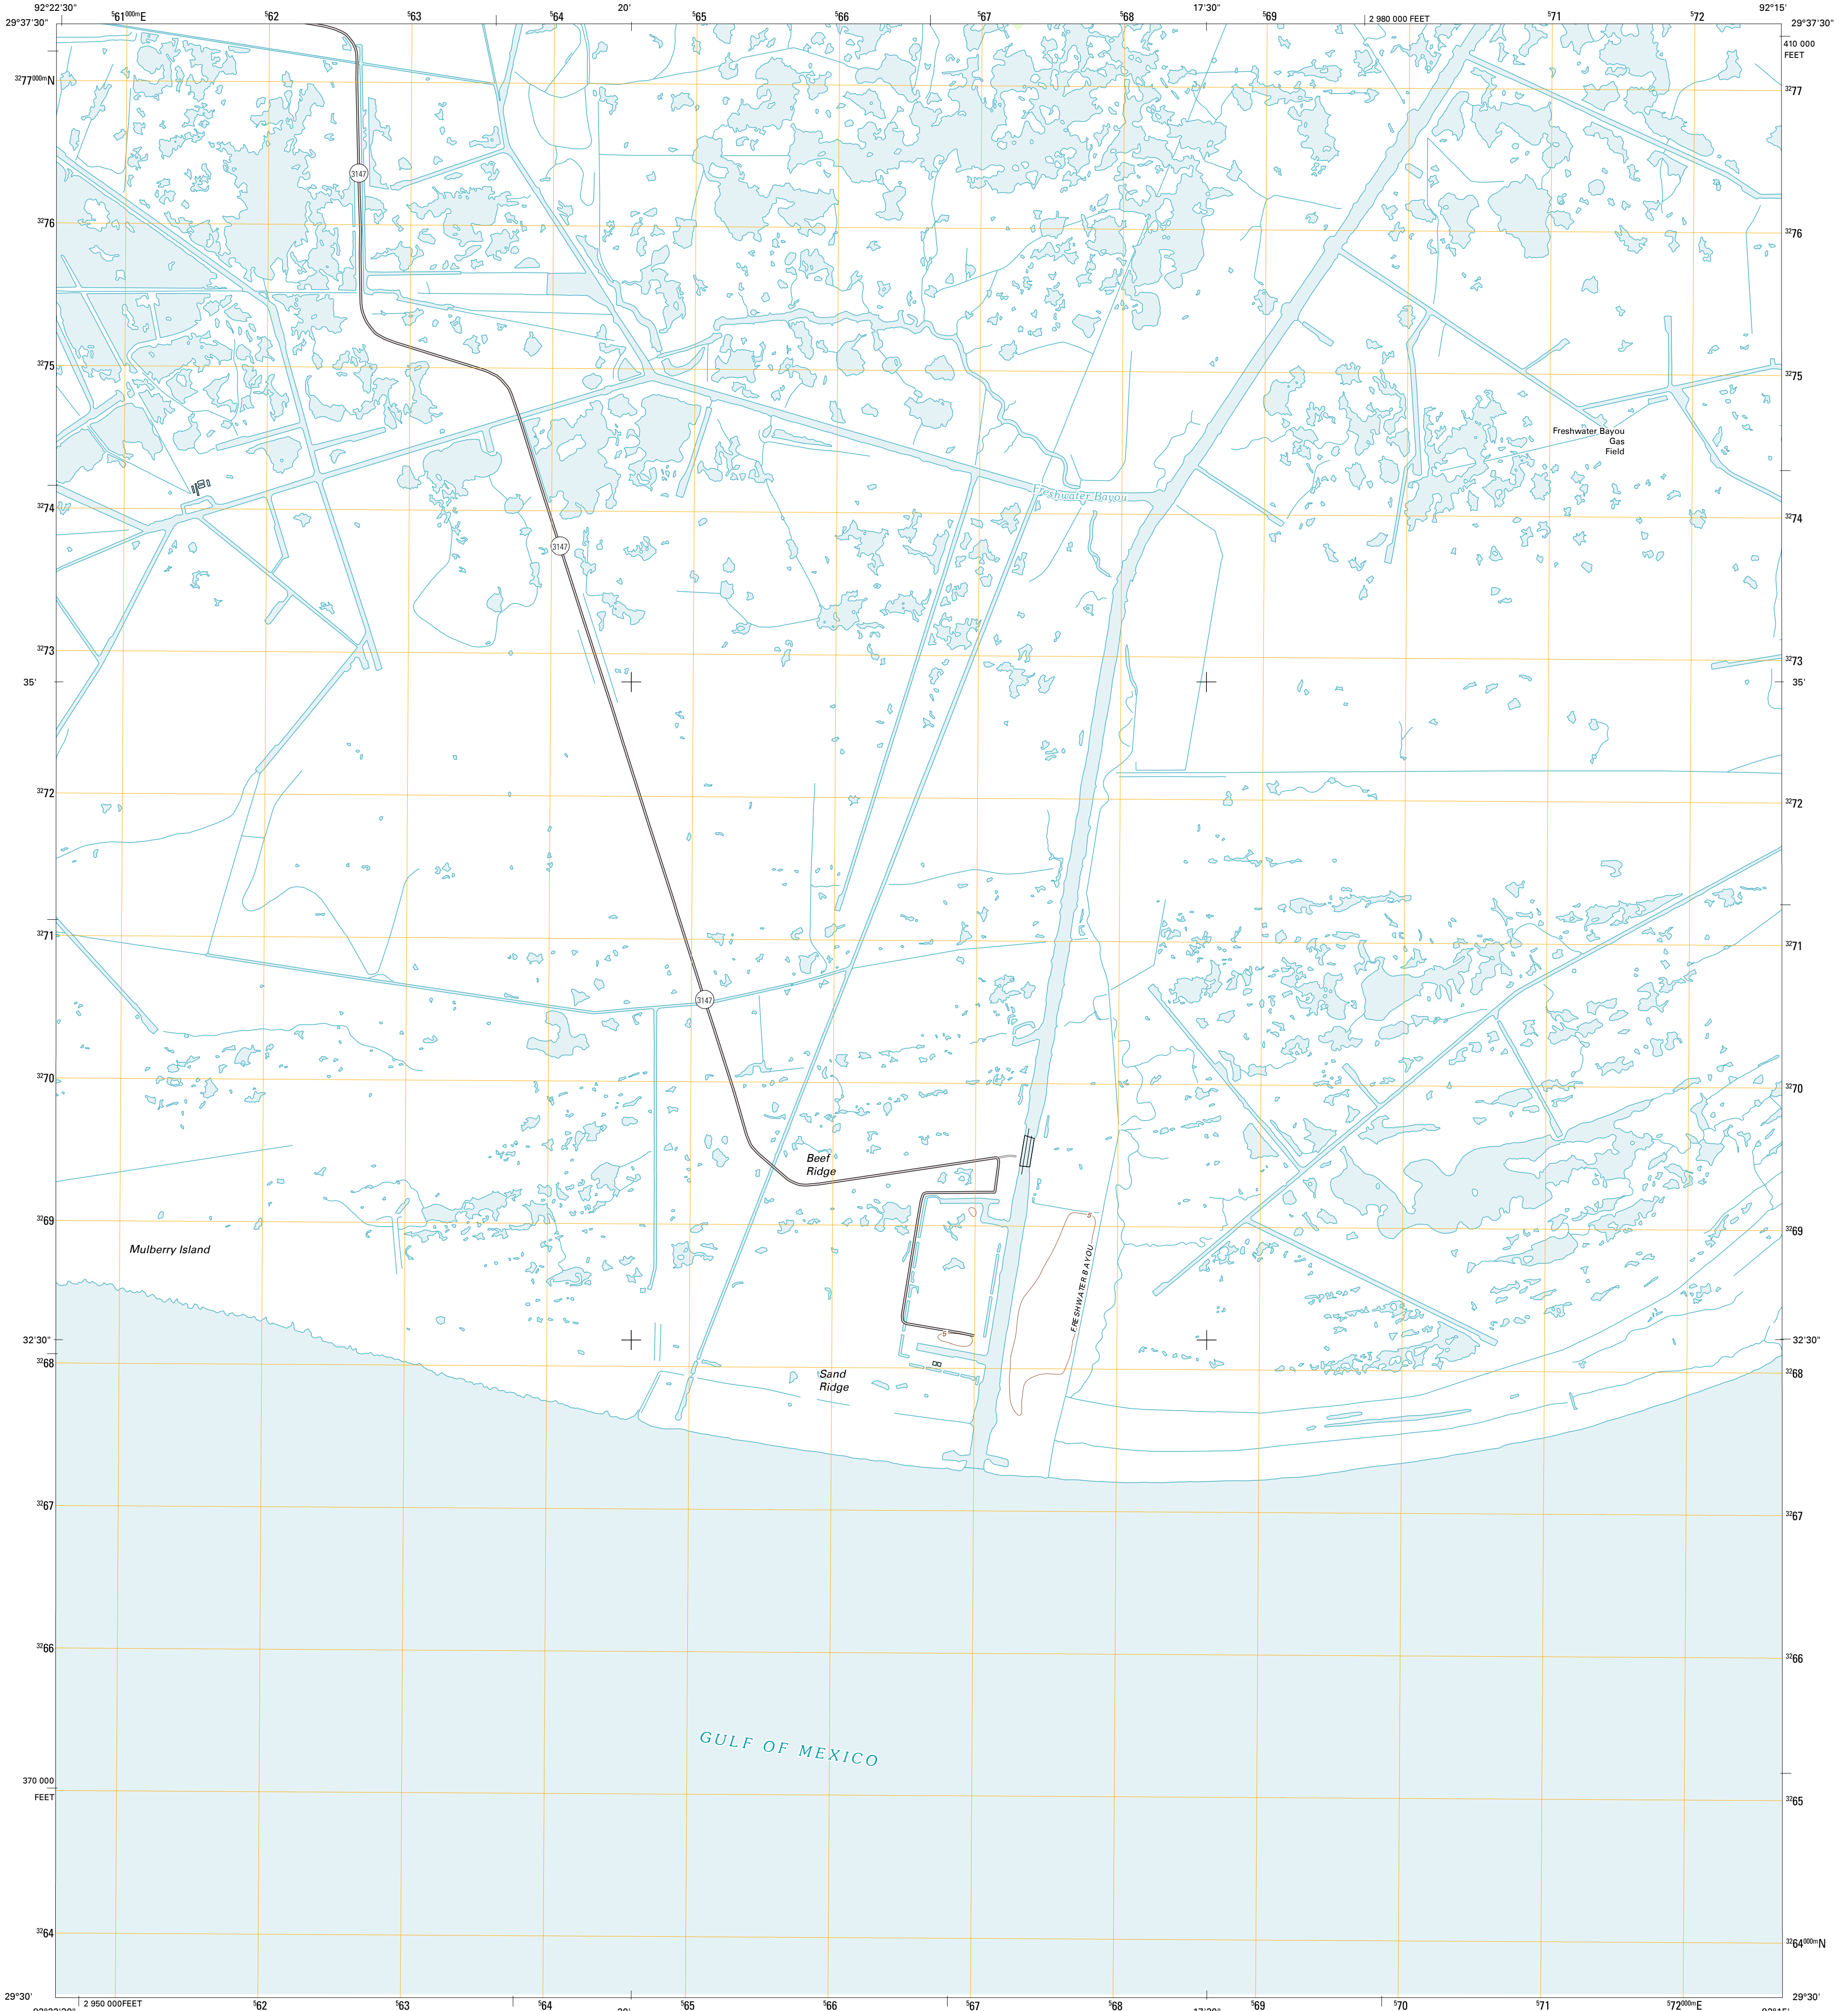 92°22'30" ⁵61⁰⁰⁰ᵐE ⁵62 ⁵63 ⁵64 20' ⁵65 ⁵66 ⁵67 ⁵68 17'30" ⁵69 2 980 000 FEET ⁵71 ⁵72 92°15'
29°37'30" 29°37'30"
410 000
FEET
³²77⁰⁰⁰ᵐN ³²77
3147
³²76 ³²76
³²75 ³²75
Freshwater Bayou
Gas
Field
Freshwater Bayou
³²74 ³²74
3147
³²73 ³²73
35' 35'
³²72 ³²72
³²71 ³²71
3147
³²70 ³²70
Beef
Ridge
³²69 ³²69
5
Mulberry Island
FRESHWATER BAYOU
5
32'30" 32'30"
³²68 ³²68
Sand
Ridge
³²67 ³²67
³²66 ³²66
GULF OF MEXICO
370 000
FEET
³²65
³²64 ³²64⁰⁰⁰ᵐN
29°30' 29°30'
2 950 000FEET ⁵62 ⁵63 ⁵64 ⁵65 ⁵66 ⁵67 ⁵68 ⁵69 ⁵70 ⁵71 ⁵72⁰⁰⁰ᵐE